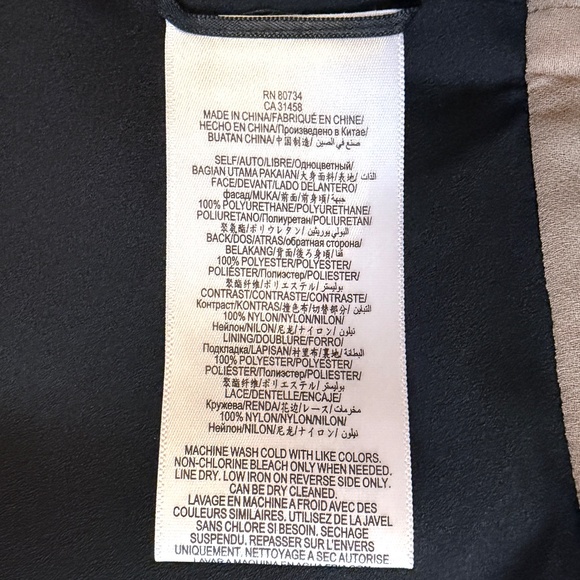 RN 80734
CA 31458
MADE IN CHINA/FABRIQUÉ EN CHINE/
HECHO EN CHINA/Произведено в Китае/
BUATAN CHINA/中国制造/ صنع في الصين
SELF/AUTO/LIBRE/Одноцветный/
BAGIAN UTAMA PAKAIAN/大身面料/表地/ الذات
FACE/DEVANT/LADO DELANTERO/
фасад/MUKA/前面/前身頃/ جبهة
100% POLYURETHANE/POLYURETHANE/
POLIURETANO/Полиуретан/POLIURETAN/
聚氨酯/ポリウレタン/ البولي يوريثين
BACK/DOS/ATRAS/обратная сторона/
BELAKANG/背面/後ろ身頃/ قفا
100% POLYESTER/POLYESTER/
POLIÉSTER/Полиэстер/POLIESTER/
聚酯纤维/ポリエステル/ بوليستر
CONTRAST/CONTRASTE/CONTRASTE/
Контраст/KONTRAS/撞色布/切替部分/ التباين
100% NYLON/NYLON/NILON/
Нейлон/NILON/尼龙/ナイロン/ نيلون
LINING/DOUBLURE/FORRO/
Подкладка/LAPISAN/衬里布/裏地/ البطانة
100% POLYESTER/POLYESTER/
POLIÉSTER/Полиэстер/POLIESTER/
聚酯纤维/ポリエステル/ بوليستر
LACE/DENTELLE/ENCAJE/
Кружева/RENDA/花边/レース/ مخرمات
100% NYLON/NYLON/NILON/
Нейлон/NILON/尼龙/ナイロン/ نيلون
MACHINE WASH COLD WITH LIKE COLORS.
NON-CHLORINE BLEACH ONLY WHEN NEEDED.
LINE DRY. LOW IRON ON REVERSE SIDE ONLY.
CAN BE DRY CLEANED.
LAVAGE EN MACHINE A FROID AVEC DES
COULEURS SIMILAIRES. UTILISEZ DE LA JAVEL
SANS CHLORE SI BESOIN. SECHAGE
SUSPENDU. REPASSER SUR L'ENVERS
UNIQUEMENT. NETTOYAGE A SEC AUTORISE
LAVAR A MAQUINA EN AGUA FRIA CON